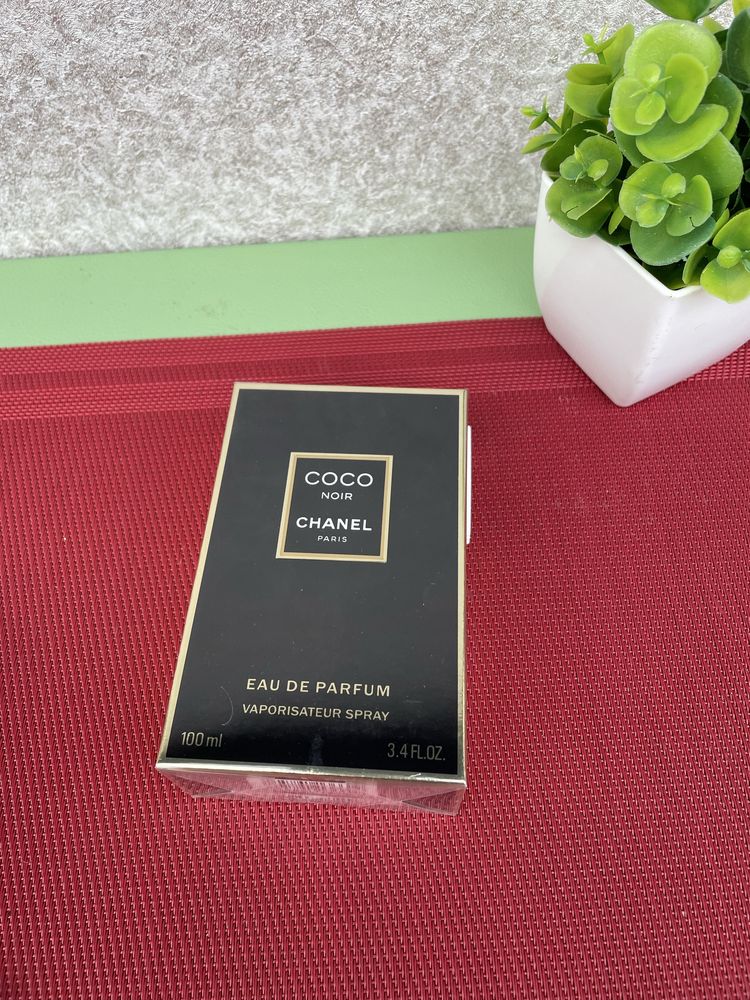 COCO
NOIR
CHANEL
PARIS
EAU DE PARFUM
VAPORISATEUR SPRAY
100 ml
3.4 FL.OZ.